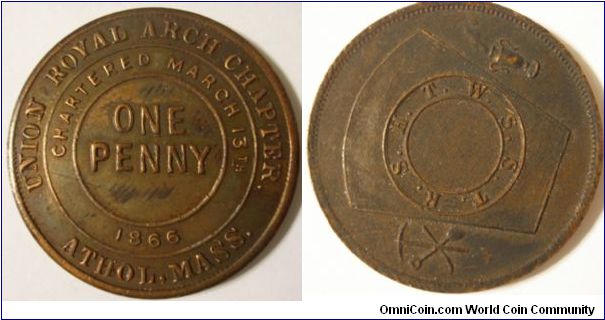 UNION ROYAL ARCH CHAPTER.
CHARTERED MARCH 13TH
ONE
PENNY
1866
ATHOL, MASS.
H. T. W. S. S. T. K. S.
OmniCoin.com World Coin Community